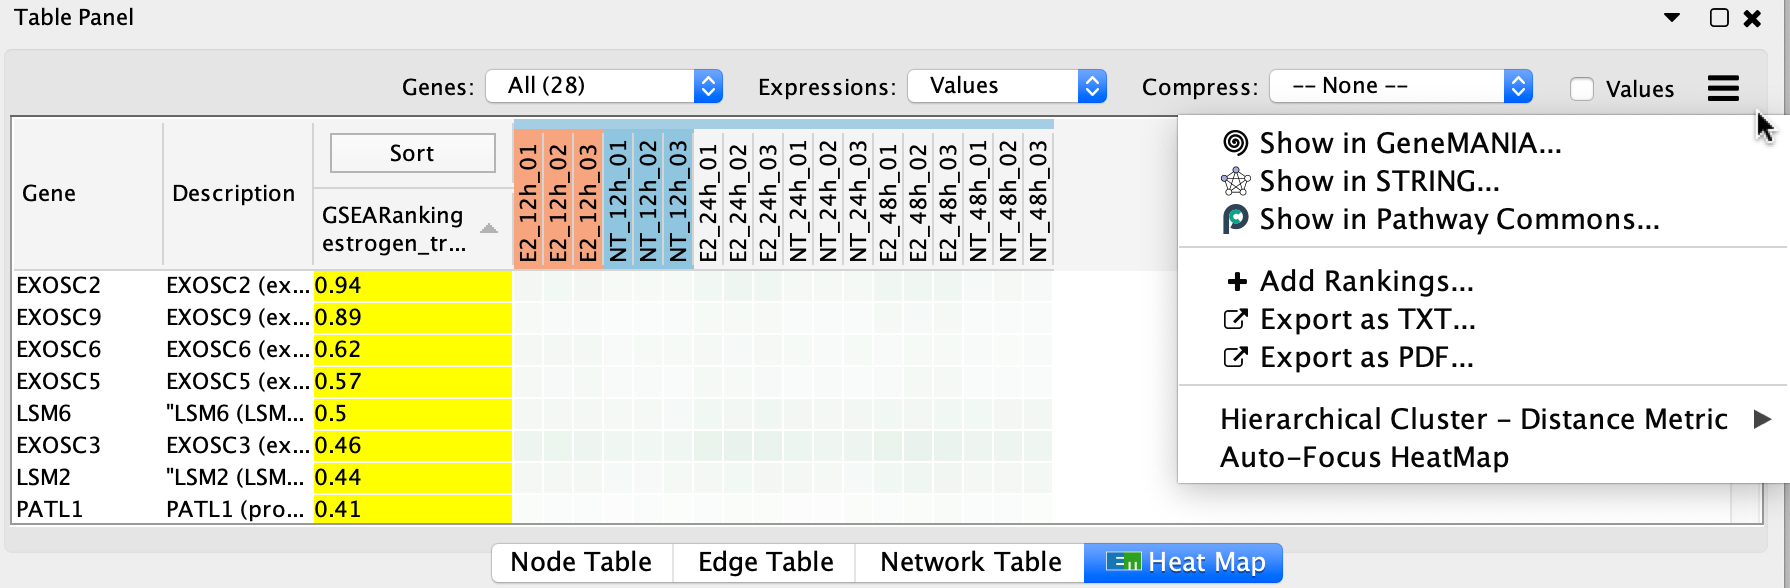 Table Panel
Genes: All (28) Expressions: Values Compress: -- None -- Values
Gene Description Sort
GSEARanking
estrogen_tr...
E2_12h_01
E2_12h_02
E2_12h_03
NT_12h_01
NT_12h_02
NT_12h_03
E2_24h_01
E2_24h_02
E2_24h_03
NT_24h_01
NT_24h_02
NT_24h_03
E2_48h_01
E2_48h_02
E2_48h_03
NT_48h_01
NT_48h_02
NT_48h_03
EXOSC2 EXOSC2 (ex... 0.94
EXOSC9 EXOSC9 (ex... 0.89
EXOSC6 EXOSC6 (ex... 0.62
EXOSC5 EXOSC5 (ex... 0.57
LSM6 "LSM6 (LSM... 0.5
EXOSC3 EXOSC3 (ex... 0.46
LSM2 "LSM2 (LSM... 0.44
PATL1 PATL1 (pro... 0.41
Show in GeneMANIA...
Show in STRING...
Show in Pathway Commons...
Add Rankings...
Export as TXT...
Export as PDF...
Hierarchical Cluster – Distance Metric
Auto-Focus HeatMap
Node Table Edge Table Network Table Heat Map